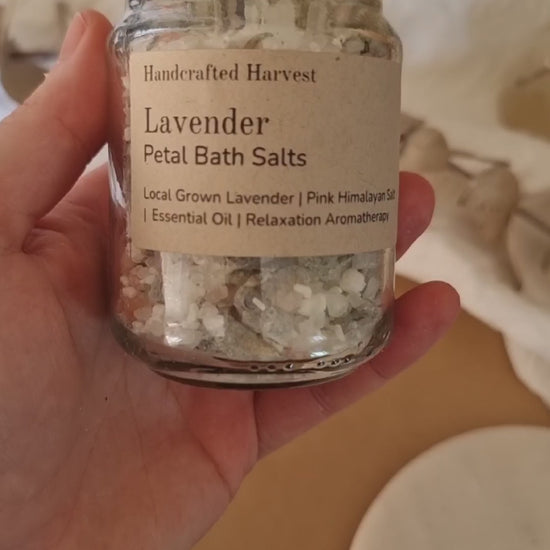 Handcrafted Harvest
Lavender
Petal Bath Salts
Local Grown Lavender | Pink Himalayan Salt
| Essential Oil | Relaxation Aromatherapy